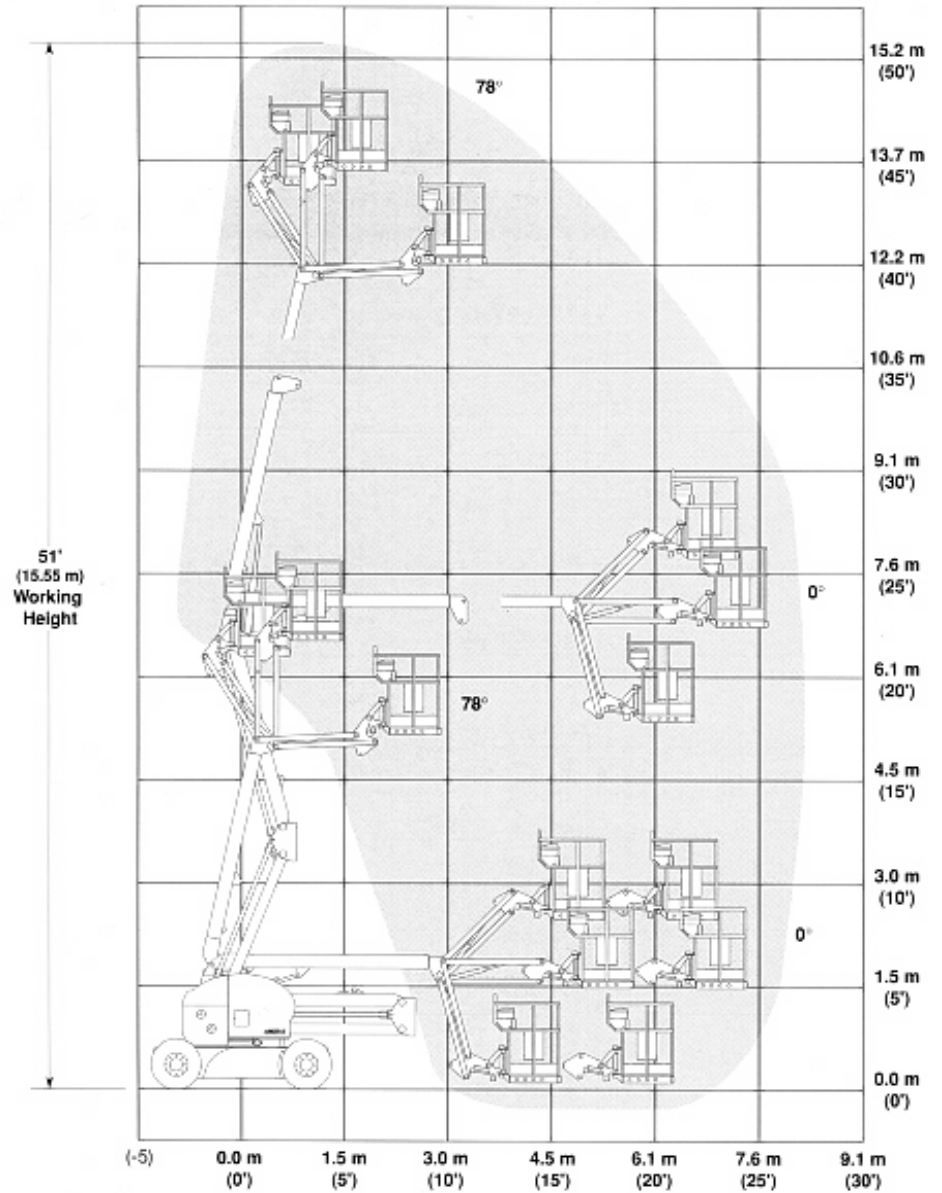 15.2 m
(50')
78°
13.7 m
(45')
12.2 m
(40')
10.6 m
(35')
9.1 m
(30')
51'
(15.55 m)
Working
Height
7.6 m
(25')
0°
6.1 m
(20')
78°
4.5 m
(15')
3.0 m
(10')
0°
1.5 m
(5')
0.0 m
(0')
(-5) 0.0 m 1.5 m 3.0 m 4.5 m 6.1 m 7.6 m 9.1 m
(0') (5') (10') (15') (20') (25') (30')